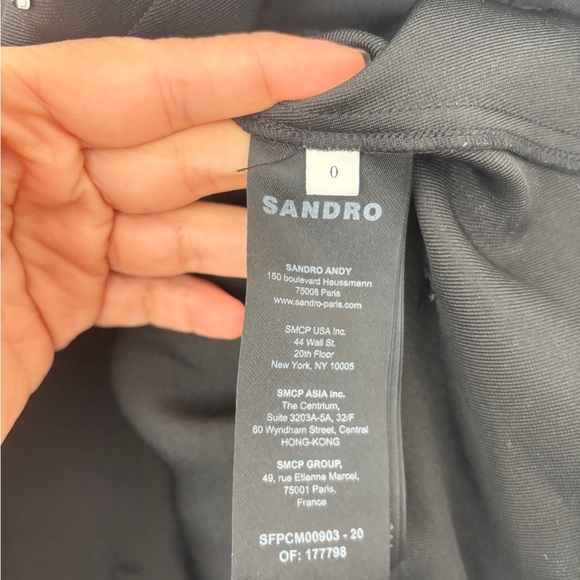 0
SANDRO
SANDRO ANDY
150 boulevard Haussmann
75008 Paris
www.sandro-paris.com
SMCP USA Inc.
44 Wall St.
20th Floor
New York, NY 10005
SMCP ASIA Inc.
The Centrium,
Suite 3203A-5A, 32/F
60 Wyndham Street, Central
HONG-KONG
SMCP GROUP,
49, rue Etienne Marcel,
75001 Paris,
France
SFPCM00903 - 20
OF: 177798